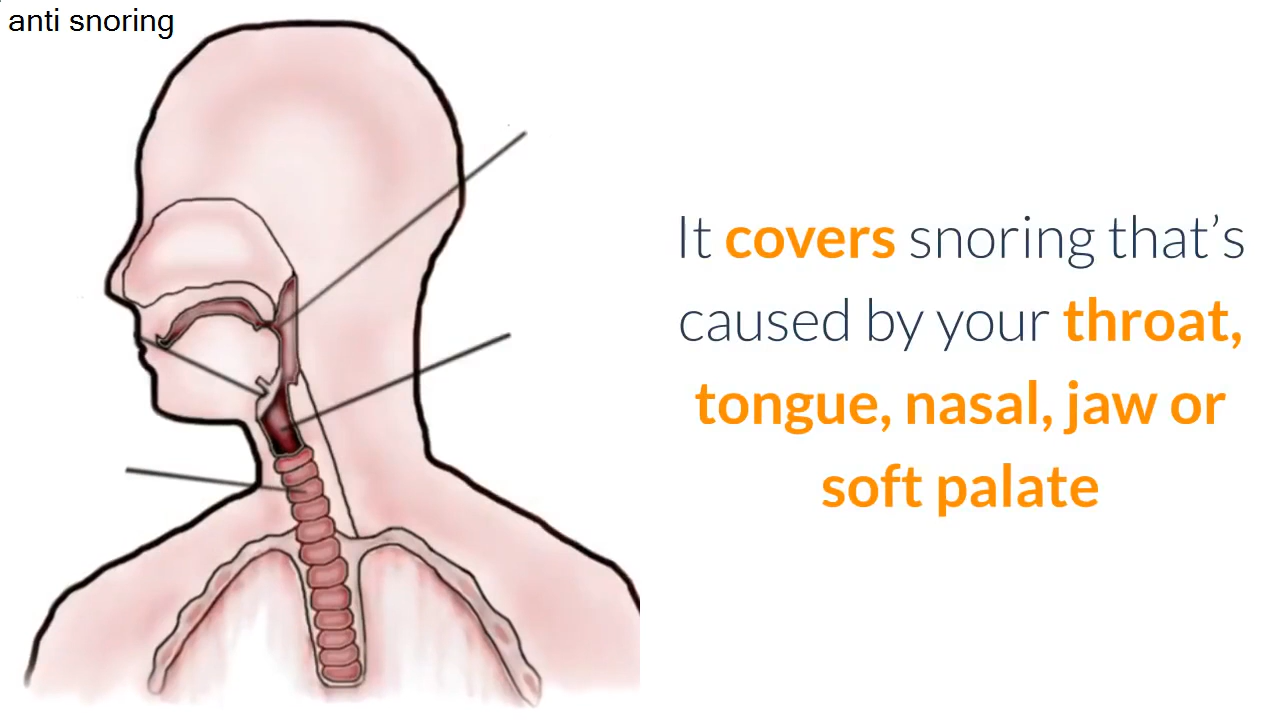 anti snoring
It covers snoring that’s
caused by your throat,
tongue, nasal, jaw or
soft palate